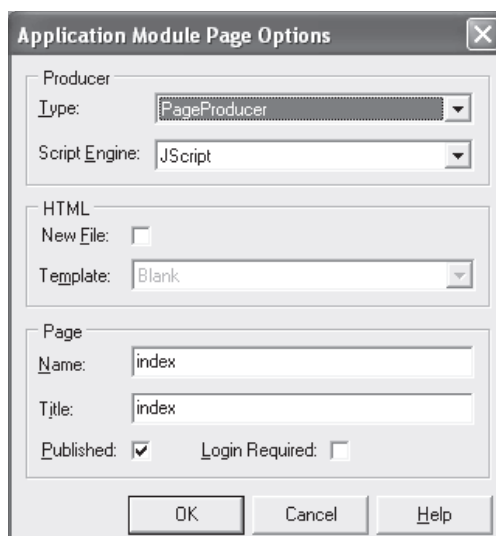 Application Module Page Options
Producer
Type: PageProducer
Script Engine: JScript
HTML
New File:
Template: Blank
Page
Name: index
Title: index
Published: Login Required:
OK Cancel Help